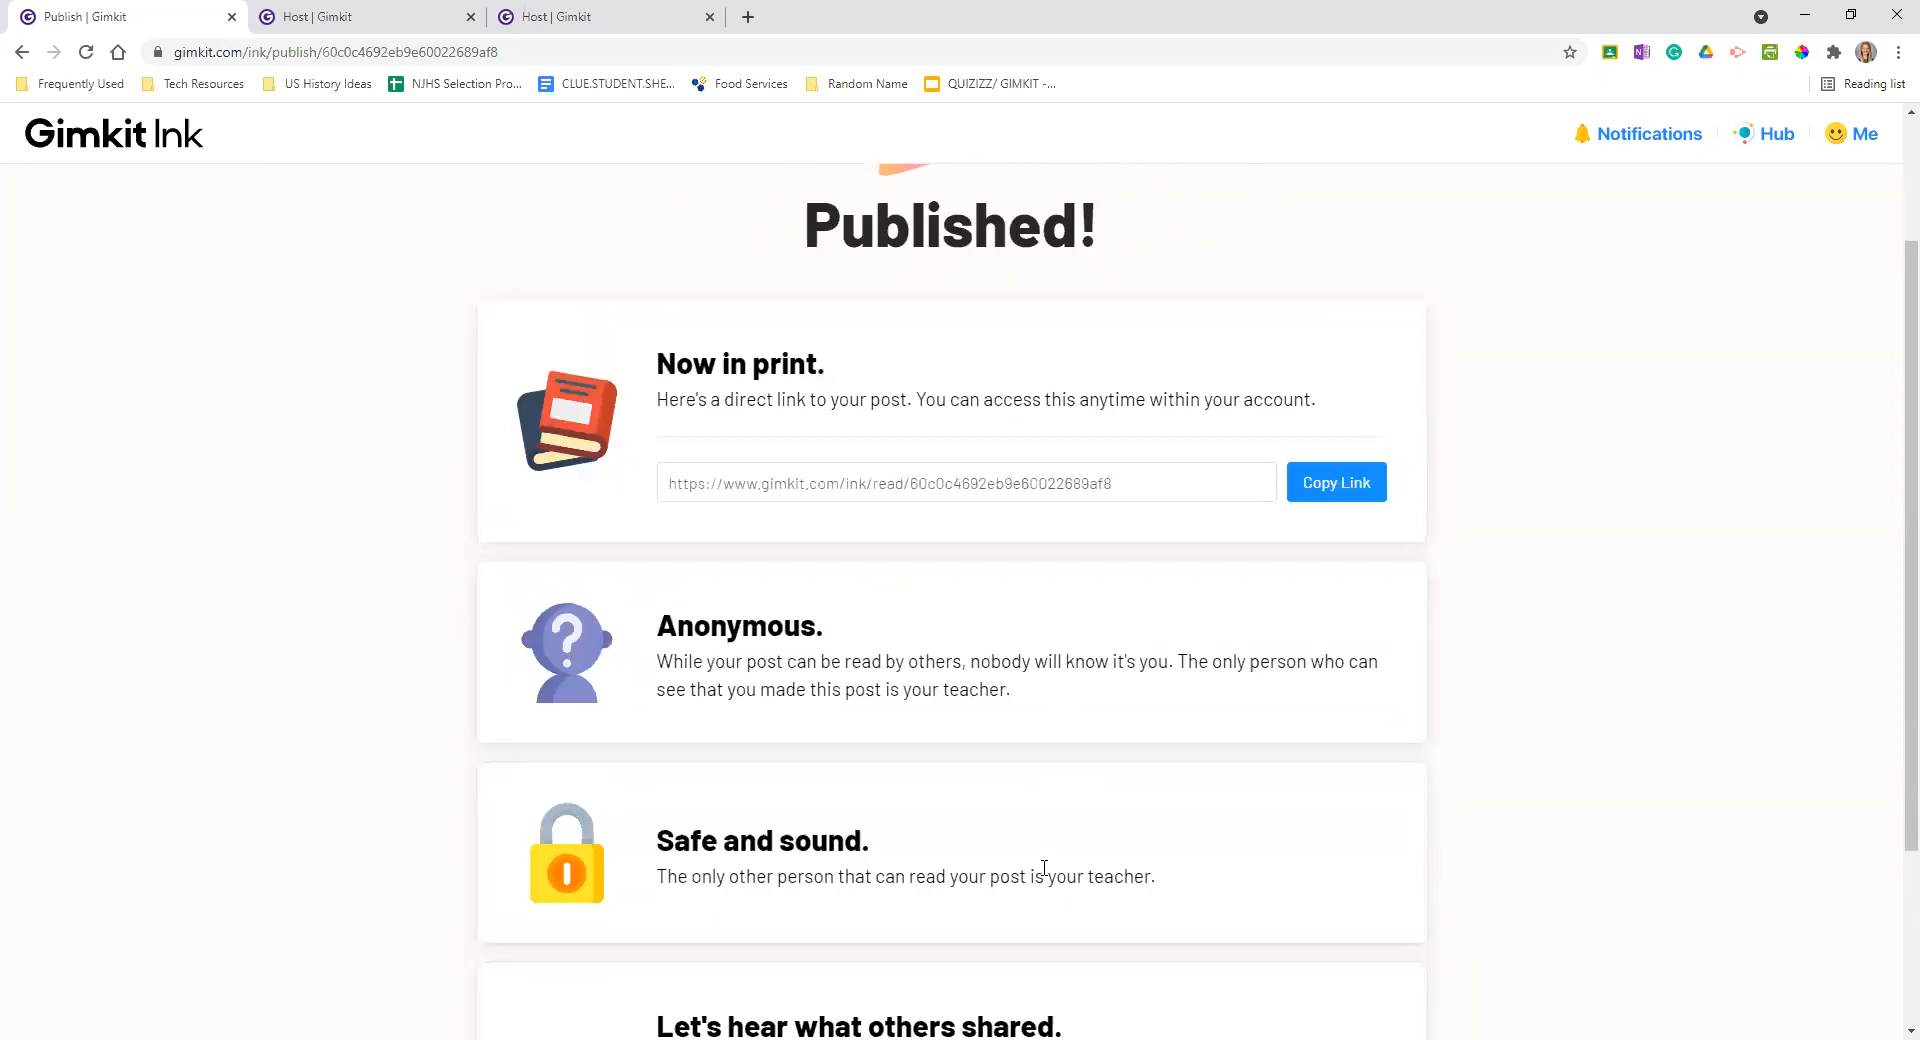 Publish | Gimkit
Host | Gimkit
Host | Gimkit
gimkit.com/ink/publish/60c0c4692eb9e60022689af8
Frequently Used
Tech Resources
US History Ideas
NJHS Selection Pro...
CLUE.STUDENT.SHE...
Food Services
Random Name
QUIZIZZ/ GIMKIT -...
Reading list
Gimkit Ink
Notifications
Hub
Me
Published!
Now in print.
Here's a direct link to your post. You can access this anytime within your account.
https://www.gimkit.com/ink/read/60c0c4692eb9e60022689af8
Copy Link
Anonymous.
While your post can be read by others, nobody will know it's you. The only person who can
see that you made this post is your teacher.
Safe and sound.
The only other person that can read your post is your teacher.
Let's hear what others shared.